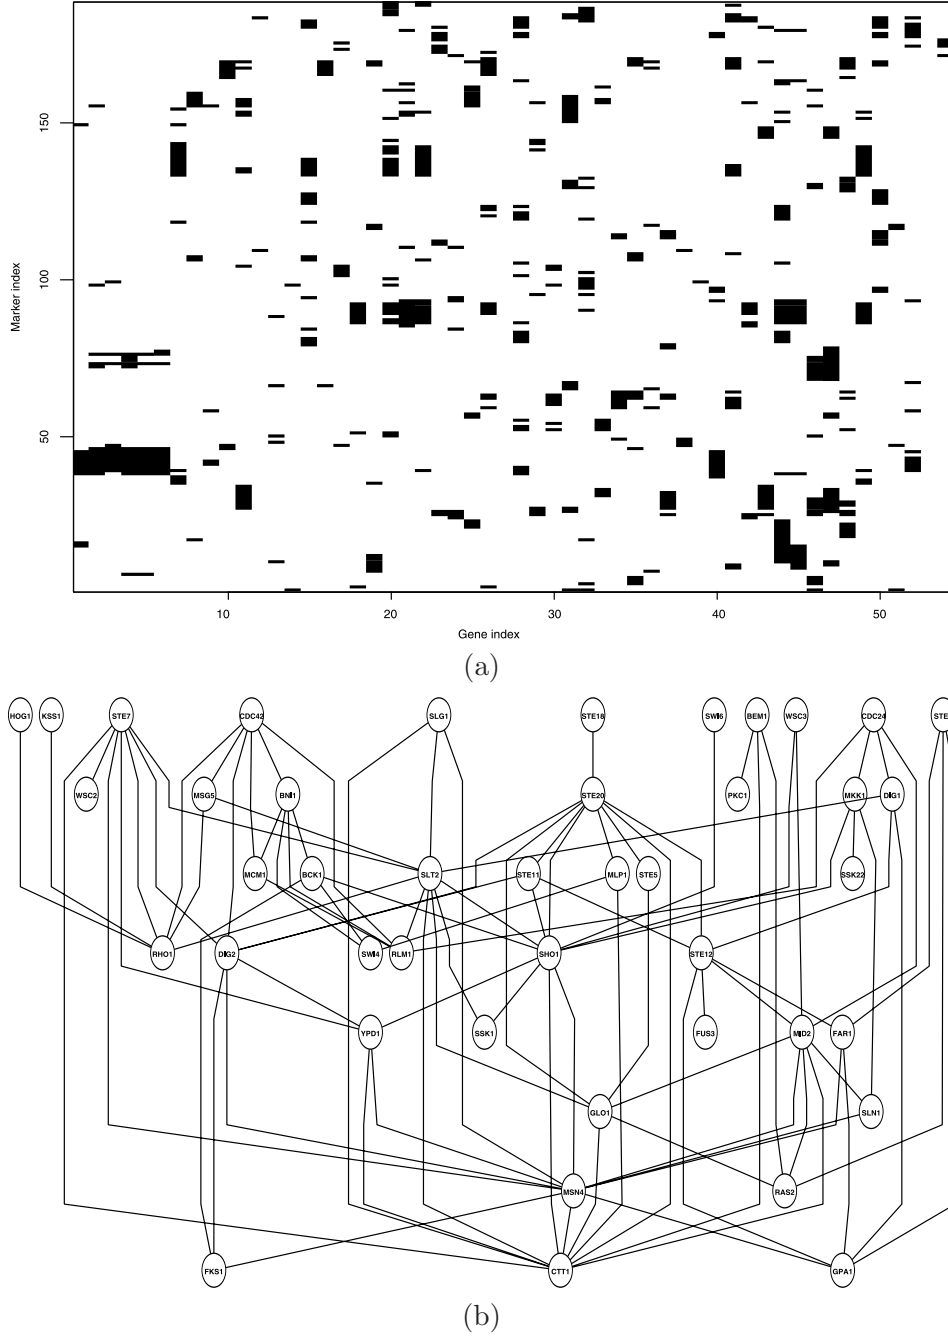 150
100
50
Marker index
10 20 30 40 50
Gene index
(a)
HOG1 KSS1 STE7 CDC42 SLG1 STE18 SWI6 BEM1 WSC3 CDC24 STE
WSC2 MSG5 BNI1 STE20 PKC1 MKK1 DIG1
MCM1 BCK1 SLT2 STE11 MLP1 STE5 SSK22
RHO1 DIG2 SWI4 RLM1 SHO1 STE12
YPD1 SSK1 FUS3 MID2 FAR1
GLO1 SLN1
MSN4 RAS2
FKS1 CTT1 GPA1
(b)